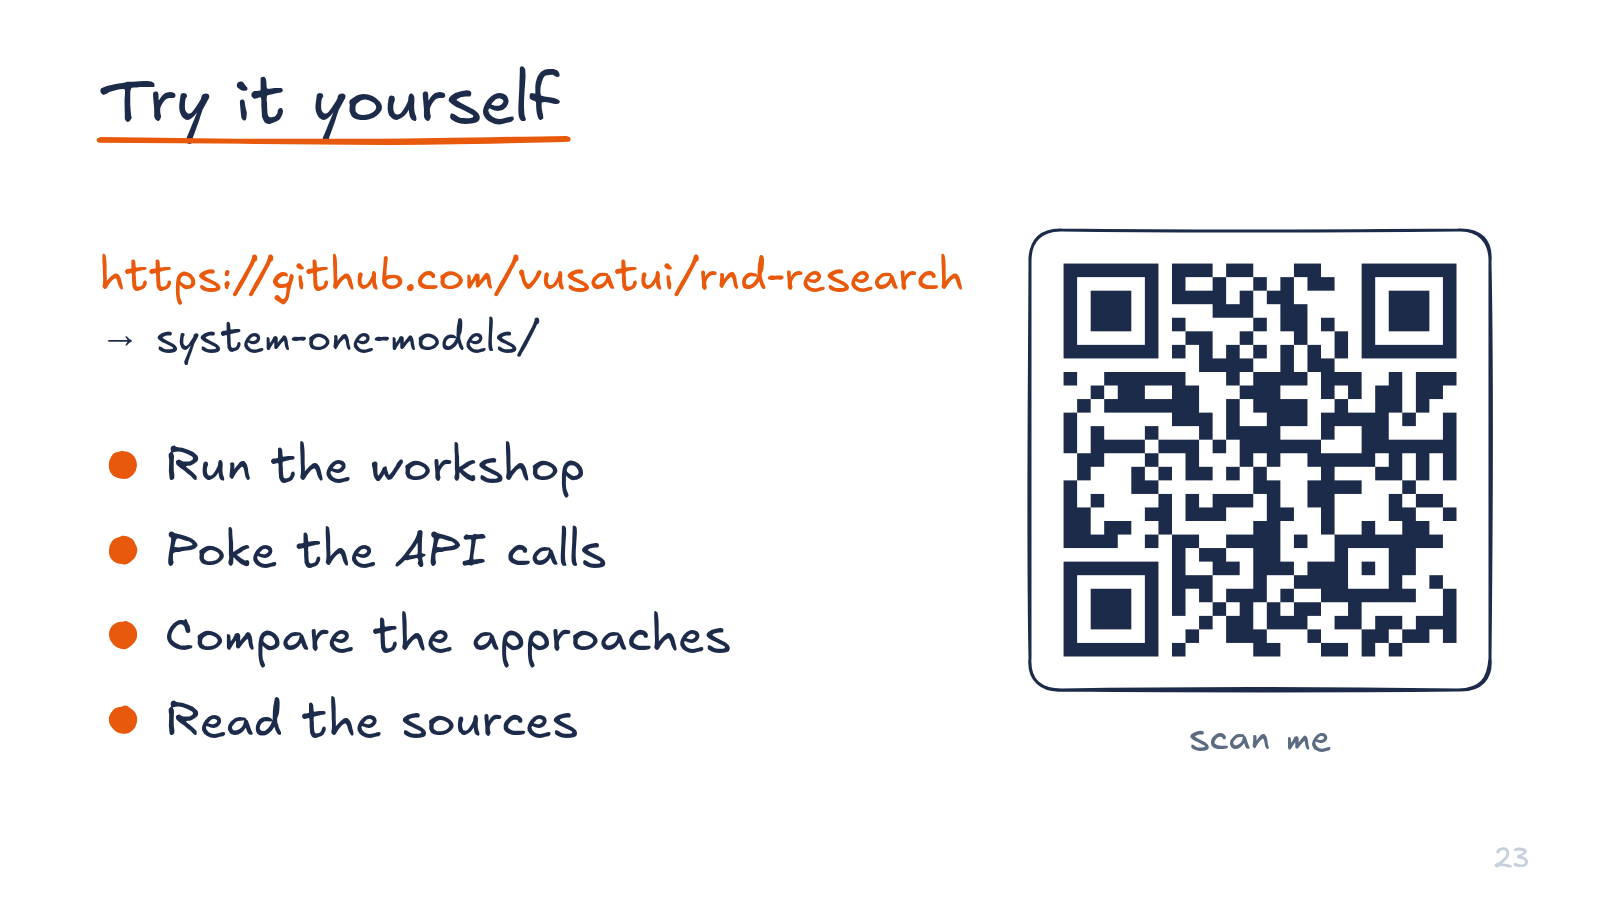 Try it yourself
https://github.com/vusatui/rnd-research
→ system-one-models/
● Run the workshop
● Poke the API calls
● Compare the approaches
● Read the sources
scan me
23